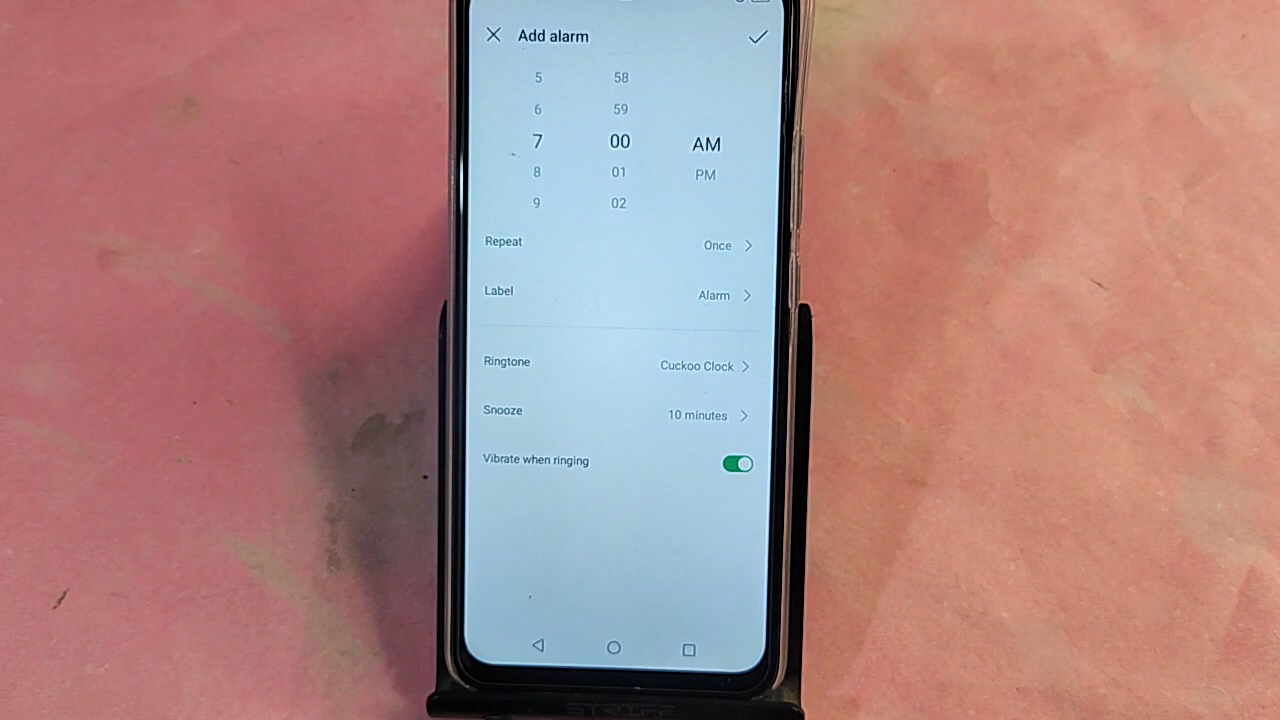 Add alarm
5 58
6 59
7 00 AM
8 01 PM
9 02
Repeat Once
Label Alarm
Ringtone Cuckoo Clock
Snooze 10 minutes
Vibrate when ringing
STRIFF